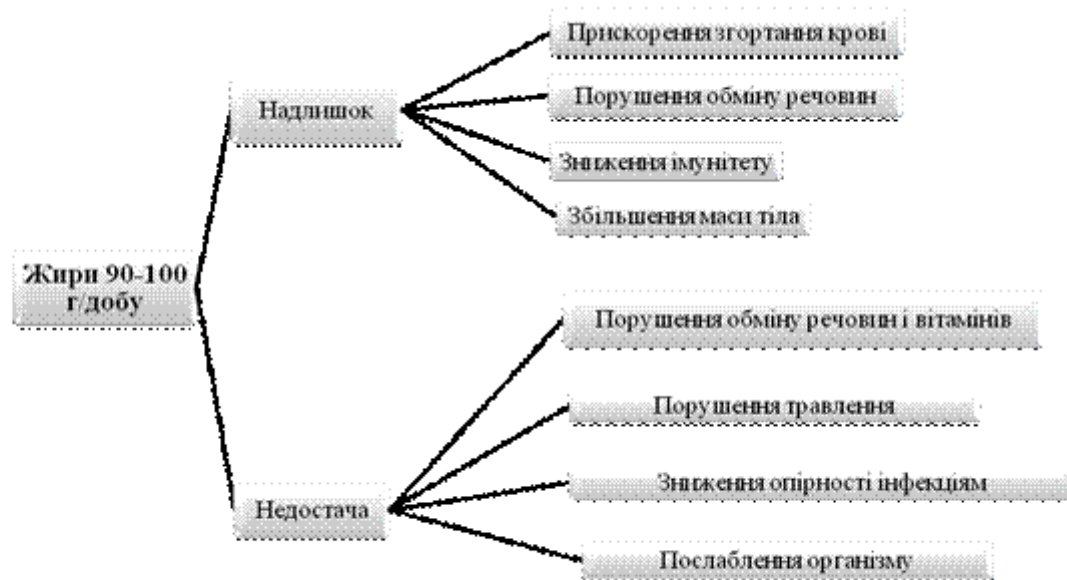 Жири 90-100
г/добу
Надлишок
Прискорення згортання крові
Порушення обміну речовин
Зниження імунітету
Збільшення маси тіла
Недостача
Порушення обміну речовин і вітамінів
Порушення травлення
Зниження опірності інфекціям
Послаблення організму